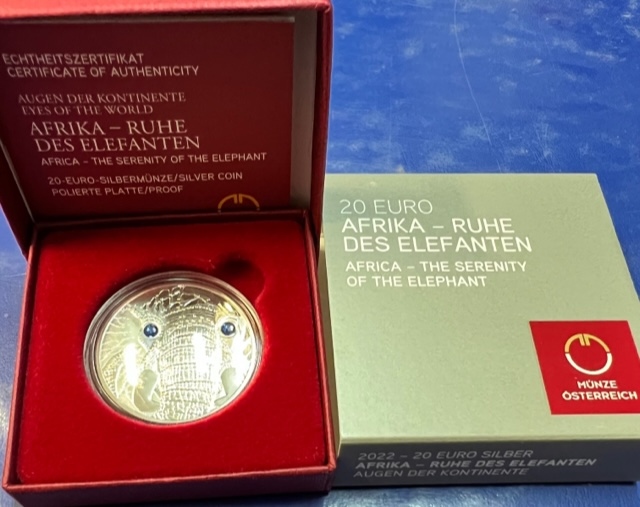 ECHTHEITSZERTIFIKAT
CERTIFICATE OF AUTHENTICITY
AUGEN DER KONTINENTE
EYES OF THE WORLD
AFRIKA – RUHE
DES ELEFANTEN
AFRICA – THE SERENITY OF THE ELEPHANT
20-EURO-SILBERMÜNZE/SILVER COIN
POLIERTE PLATTE/PROOF
20 EURO
AFRIKA – RUHE
DES ELEFANTEN
AFRICA – THE SERENITY
OF THE ELEPHANT
MÜNZE
ÖSTERREICH
2022 – 20 EURO SILBER
AFRIKA – RUHE DES ELEFANTEN
AUGEN DER KONTINENTE